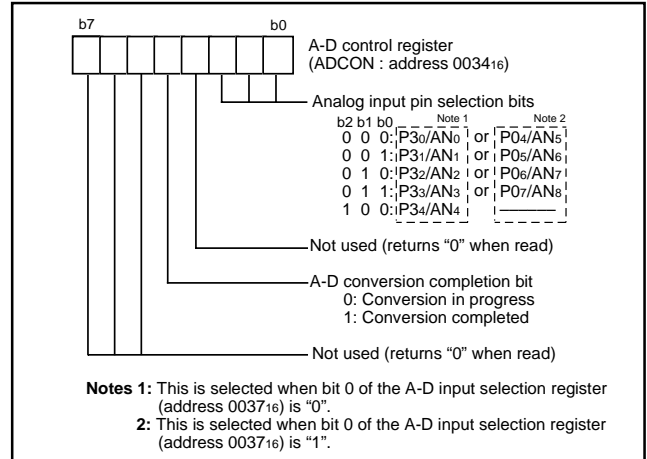 b7 b0
A-D control register
(ADCON : address 003416)
Analog input pin selection bits
b2 b1 b0 Note 1 Note 2
0 0 0: P30/AN0 or P04/AN5
0 0 1: P31/AN1 or P05/AN6
0 1 0: P32/AN2 or P06/AN7
0 1 1: P33/AN3 or P07/AN8
1 0 0: P34/AN4 ———
Not used (returns “0” when read)
A-D conversion completion bit
0: Conversion in progress
1: Conversion completed
Not used (returns “0” when read)
Notes 1: This is selected when bit 0 of the A-D input selection register
(address 003716) is “0”.
2: This is selected when bit 0 of the A-D input selection register
(address 003716) is “1”.